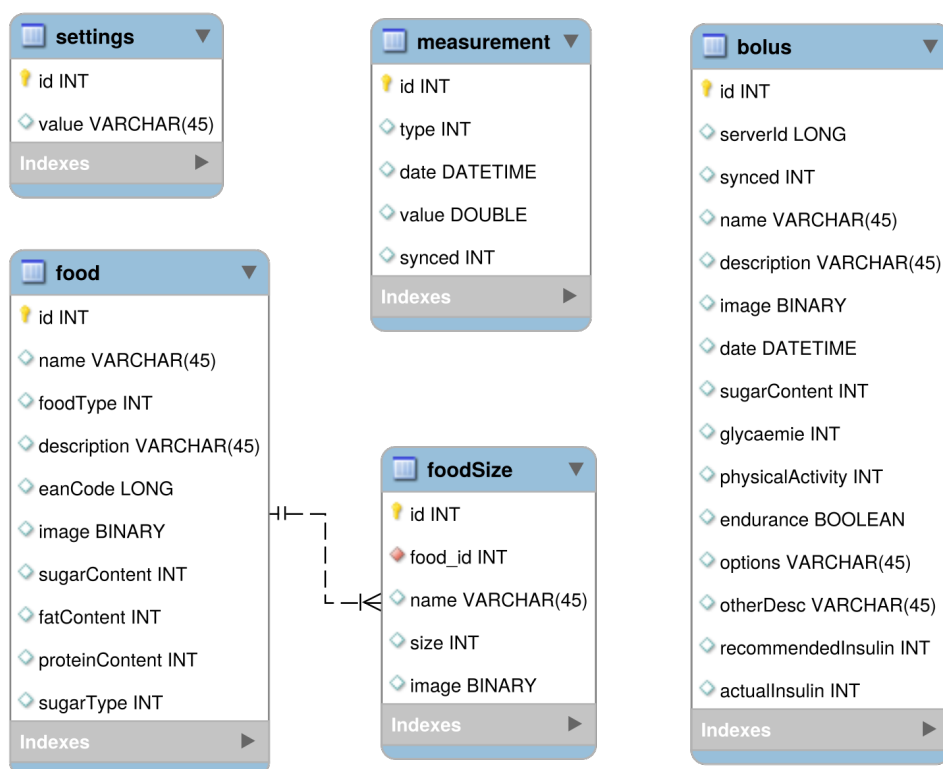 settings
id INT
value VARCHAR(45)
Indexes
food
id INT
name VARCHAR(45)
foodType INT
description VARCHAR(45)
eanCode LONG
image BINARY
sugarContent INT
fatContent INT
proteinContent INT
sugarType INT
Indexes
measurement
id INT
type INT
date DATETIME
value DOUBLE
synced INT
Indexes
foodSize
id INT
food_id INT
name VARCHAR(45)
size INT
image BINARY
Indexes
bolus
id INT
serverId LONG
synced INT
name VARCHAR(45)
description VARCHAR(45)
image BINARY
date DATETIME
sugarContent INT
glycaemie INT
physicalActivity INT
endurance BOOLEAN
options VARCHAR(45)
otherDesc VARCHAR(45)
recommendedInsulin INT
actualInsulin INT
Indexes